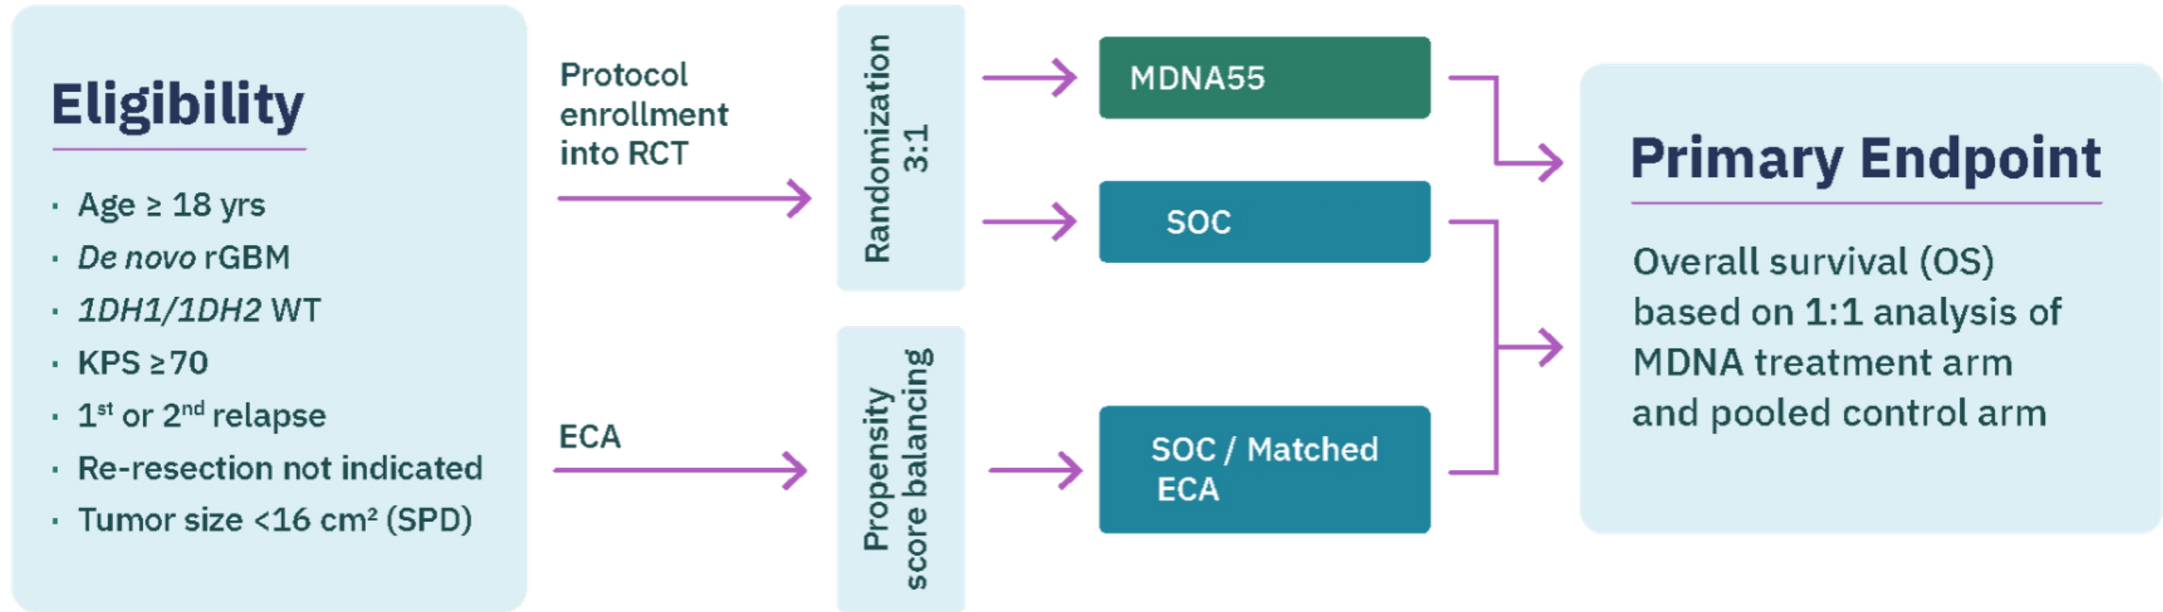 Eligibility
· Age ≥ 18 yrs
· De novo rGBM
· 1DH1/1DH2 WT
· KPS ≥70
· 1st or 2nd relapse
· Re-resection not indicated
· Tumor size <16 cm² (SPD)
Protocol
enrollment
into RCT
ECA
Randomization
3:1
Propensity
score balancing
MDNA55
SOC
SOC / Matched
ECA
Primary Endpoint
Overall survival (OS)
based on 1:1 analysis of
MDNA treatment arm
and pooled control arm